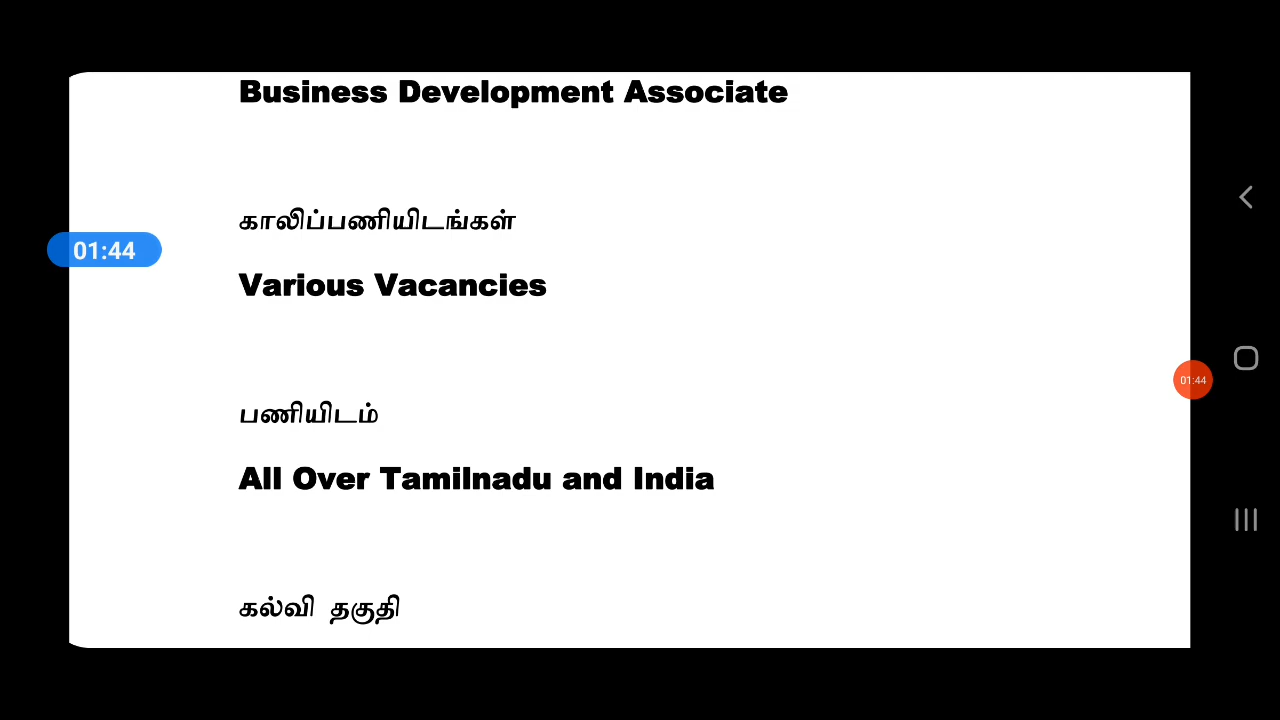 Business Development Associate
காலிப்பணியிடங்கள்
01:44
Various Vacancies
01:44
பணியிடம்
All Over Tamilnadu and India
கல்வி தகுதி